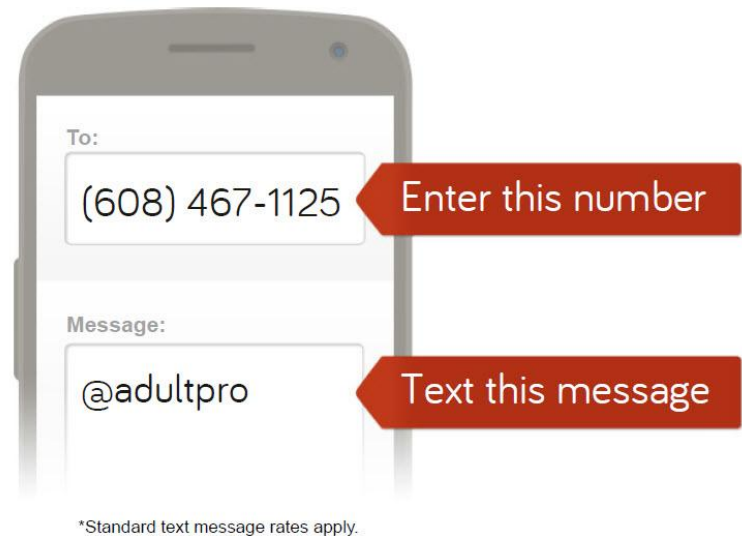 To:
(608) 467-1125
Enter this number
Message:
@adultpro
Text this message
*Standard text message rates apply.